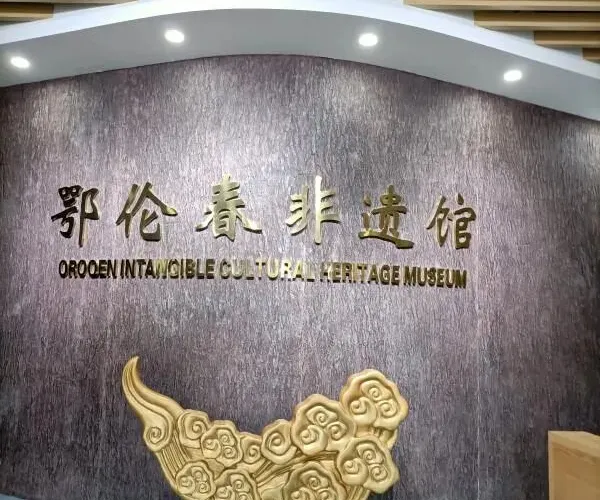 鄂伦春非遗馆
OROQEN INTANGIBLE CULTURAL HERITAGE MUSEUM